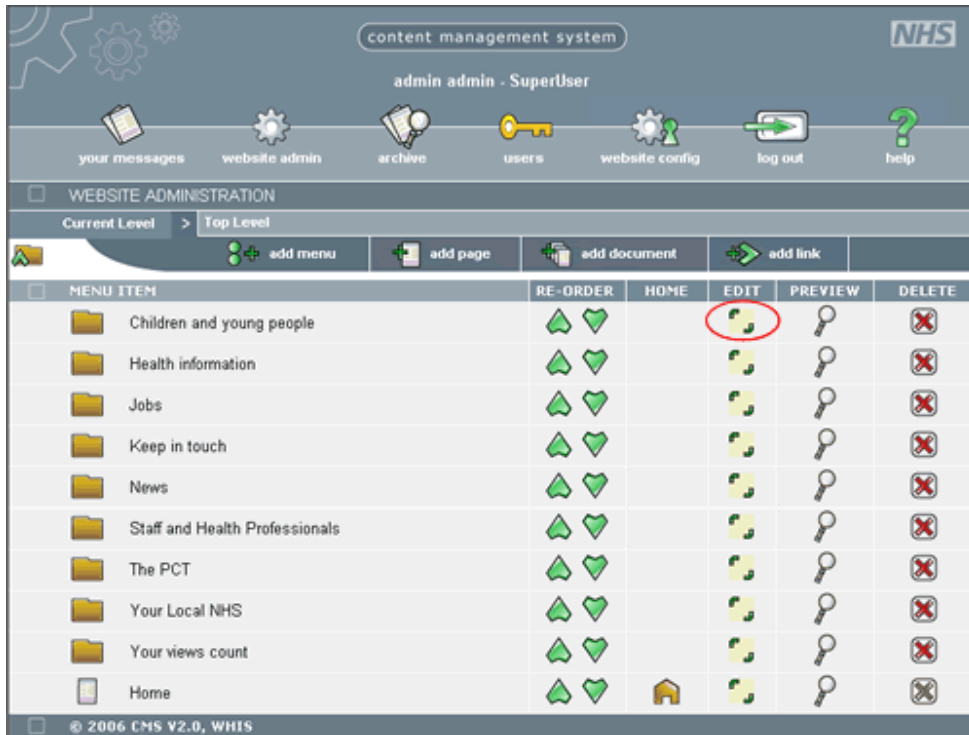 content management system
NHS
admin admin - SuperUser
your messages website admin archive users website config log out help
WEBSITE ADMINISTRATION
Current Level > Top Level
add menu add page add document add link
MENU ITEM RE-ORDER HOME EDIT PREVIEW DELETE
Children and young people
Health information
Jobs
Keep in touch
News
Staff and Health Professionals
The PCT
Your Local NHS
Your views count
Home
© 2006 CMS V2.0, WHIS